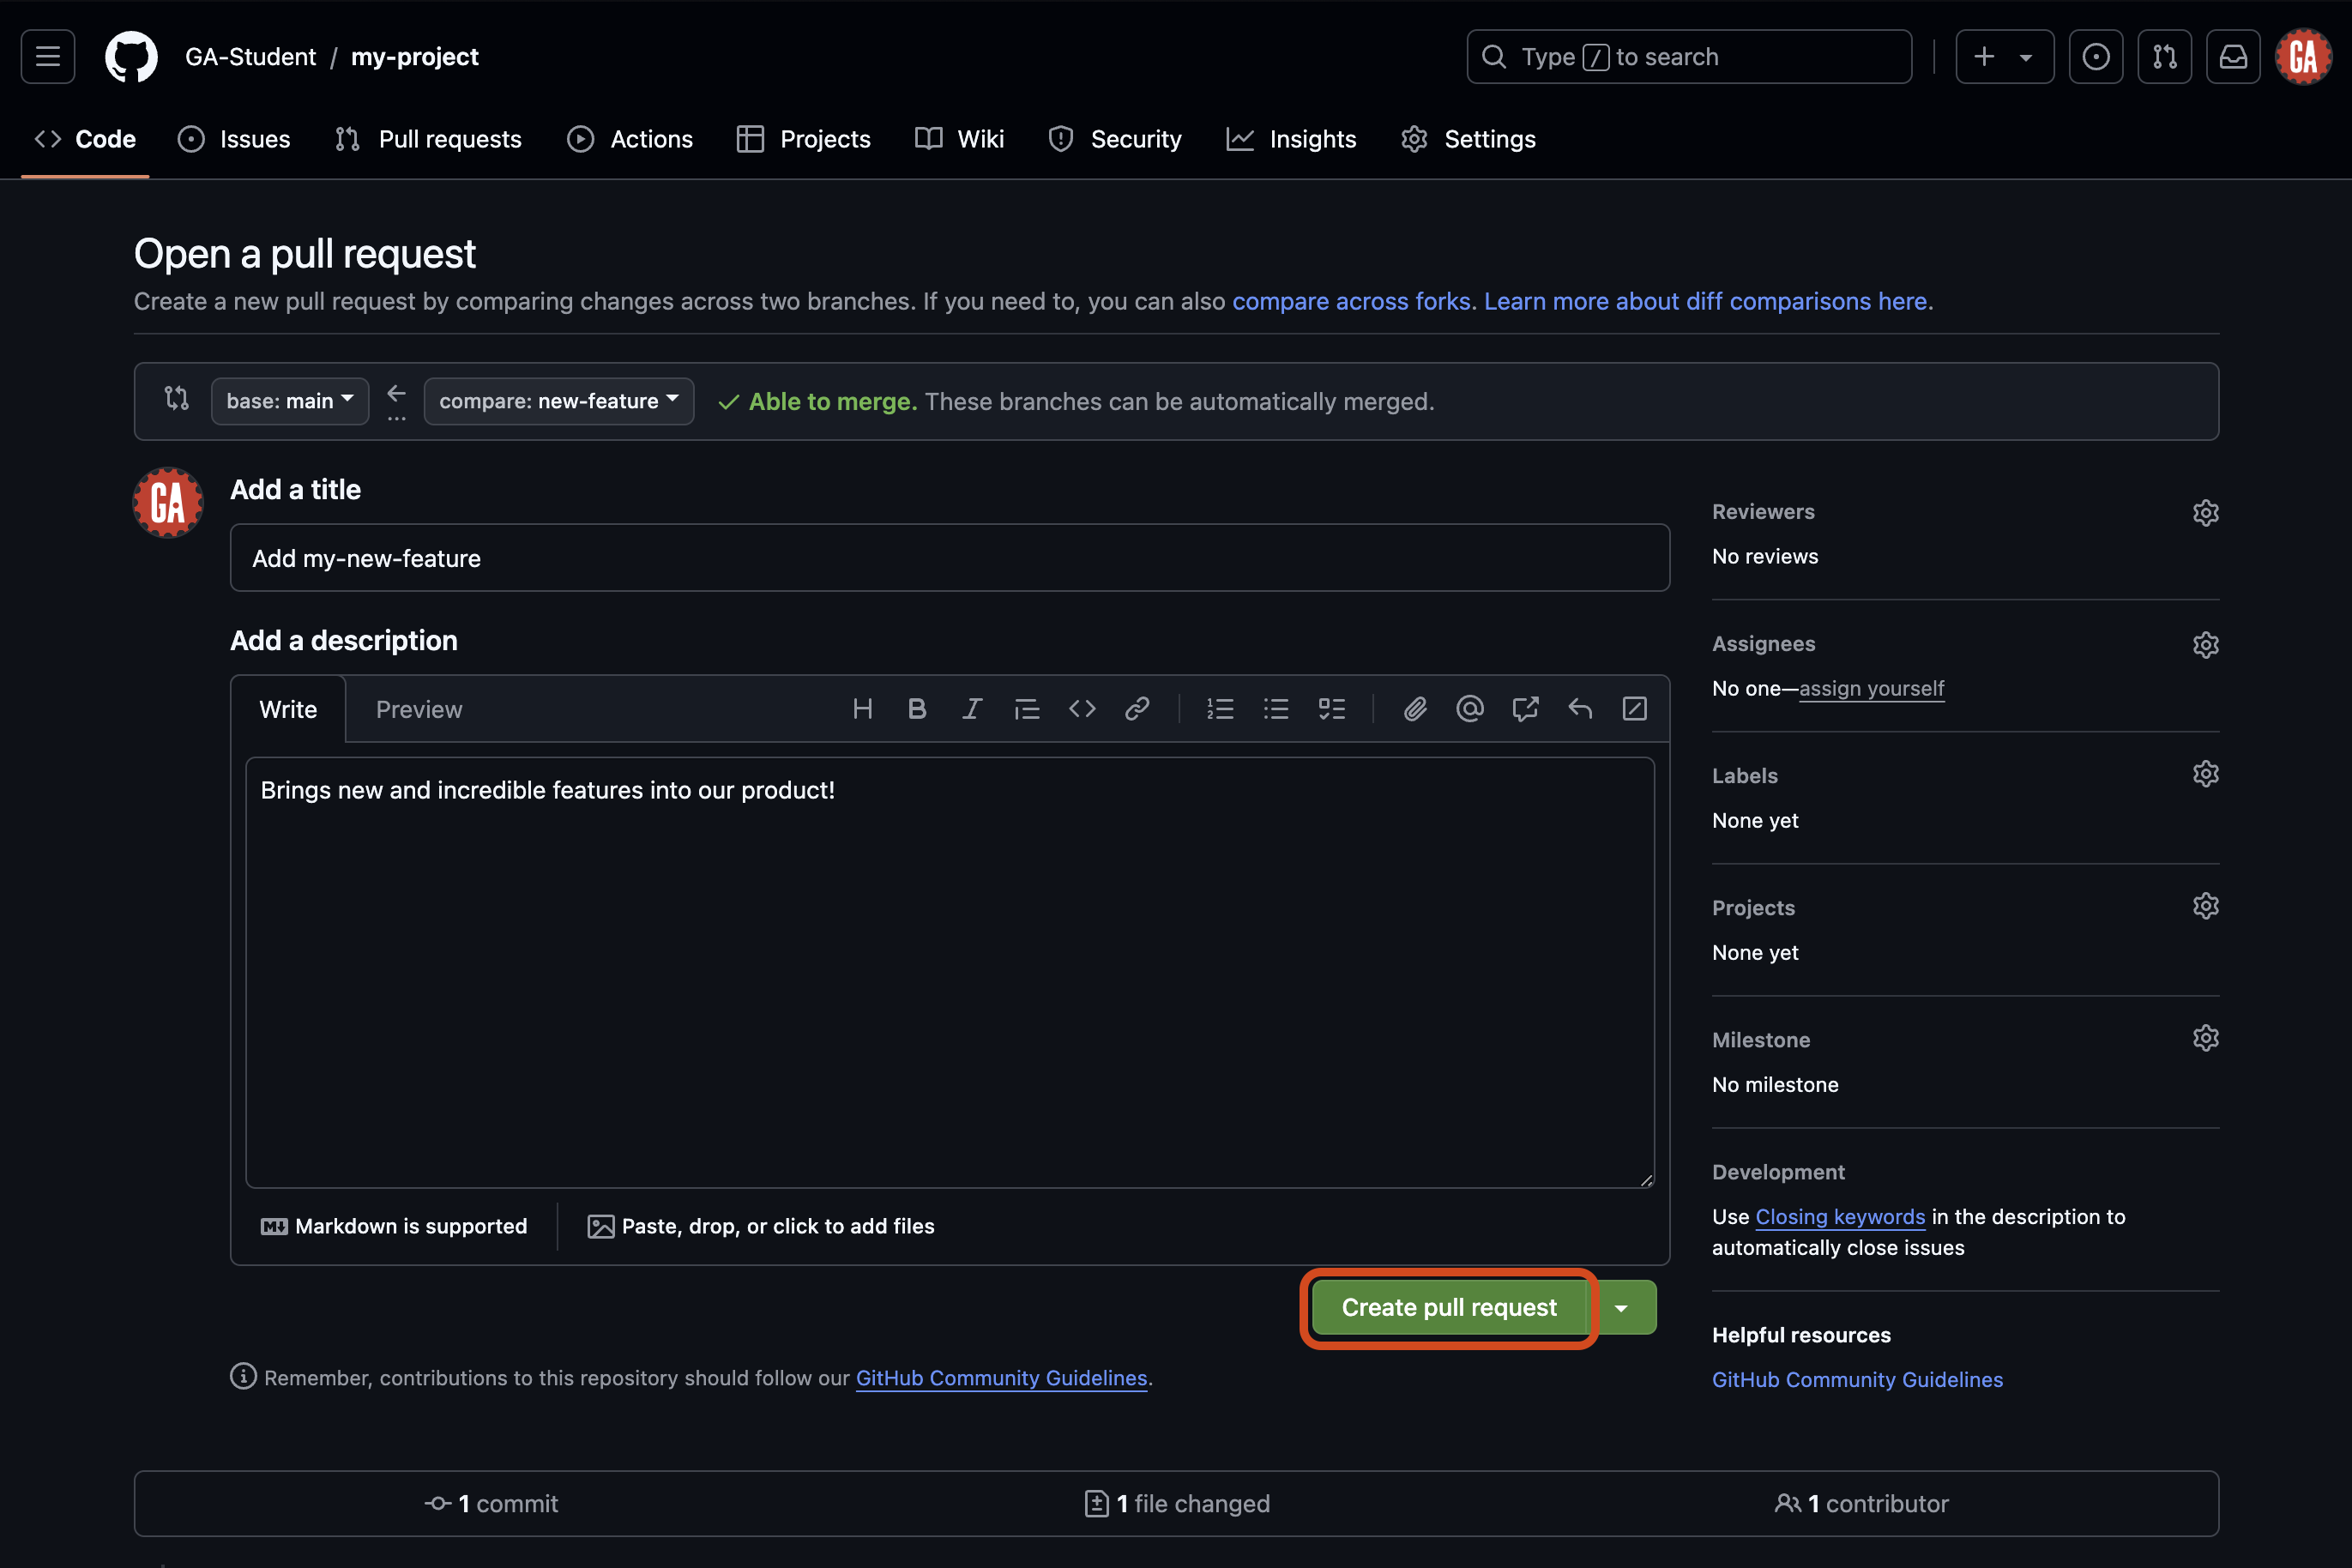 GA-Student / my-project
Type / to search
GA
Code Issues Pull requests Actions Projects Wiki Security Insights Settings
Open a pull request
Create a new pull request by comparing changes across two branches. If you need to, you can also compare across forks. Learn more about diff comparisons here.
base: main ← ... compare: new-feature ✓ Able to merge. These branches can be automatically merged.
GA
Add a title
Add my-new-feature
Add a description
Write Preview
Brings new and incredible features into our product!
Markdown is supported Paste, drop, or click to add files
Create pull request
Remember, contributions to this repository should follow our GitHub Community Guidelines.
Reviewers
No reviews
Assignees
No one—assign yourself
Labels
None yet
Projects
None yet
Milestone
No milestone
Development
Use Closing keywords in the description to
automatically close issues
Helpful resources
GitHub Community Guidelines
1 commit 1 file changed 1 contributor